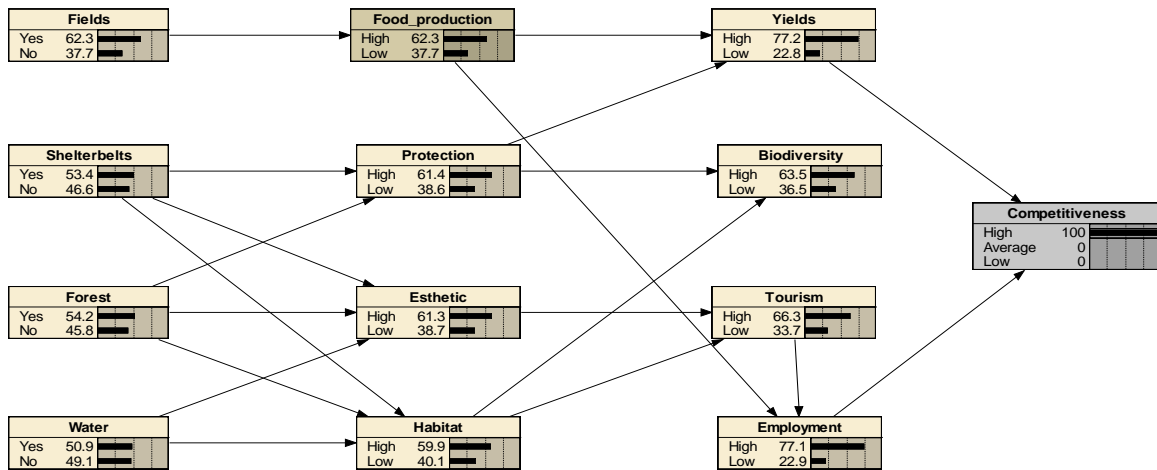 Fields
Yes 62.3
No 37.7
Food_production
High 62.3
Low 37.7
Yields
High 77.2
Low 22.8
Shelterbelts
Yes 53.4
No 46.6
Protection
High 61.4
Low 38.6
Biodiversity
High 63.5
Low 36.5
Competitiveness
High 100
Average 0
Low 0
Forest
Yes 54.2
No 45.8
Esthetic
High 61.3
Low 38.7
Tourism
High 66.3
Low 33.7
Water
Yes 50.9
No 49.1
Habitat
High 59.9
Low 40.1
Employment
High 77.1
Low 22.9